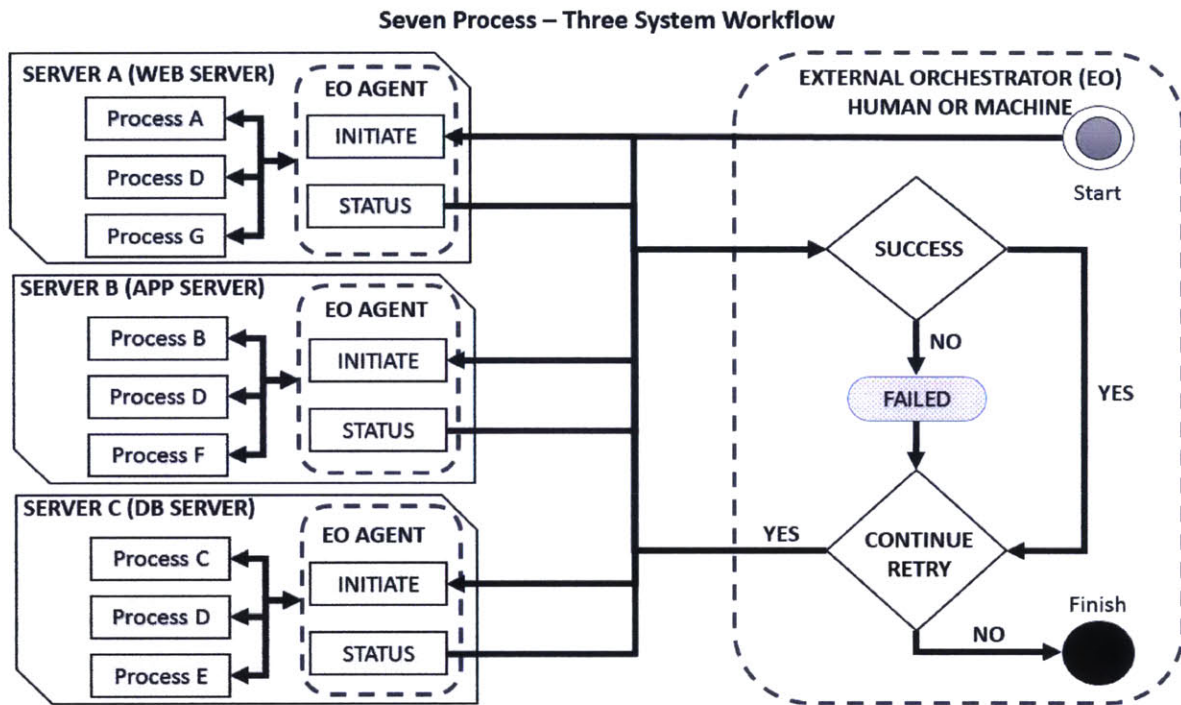 Seven Process – Three System Workflow
SERVER A (WEB SERVER)
EO AGENT
Process A
INITIATE
Process D
STATUS
Process G
SERVER B (APP SERVER)
EO AGENT
Process B
INITIATE
Process D
STATUS
Process F
SERVER C (DB SERVER)
EO AGENT
Process C
INITIATE
Process D
STATUS
Process E
EXTERNAL ORCHESTRATOR (EO)
HUMAN OR MACHINE
Start
SUCCESS
NO
YES
FAILED
YES
CONTINUE
RETRY
NO
Finish